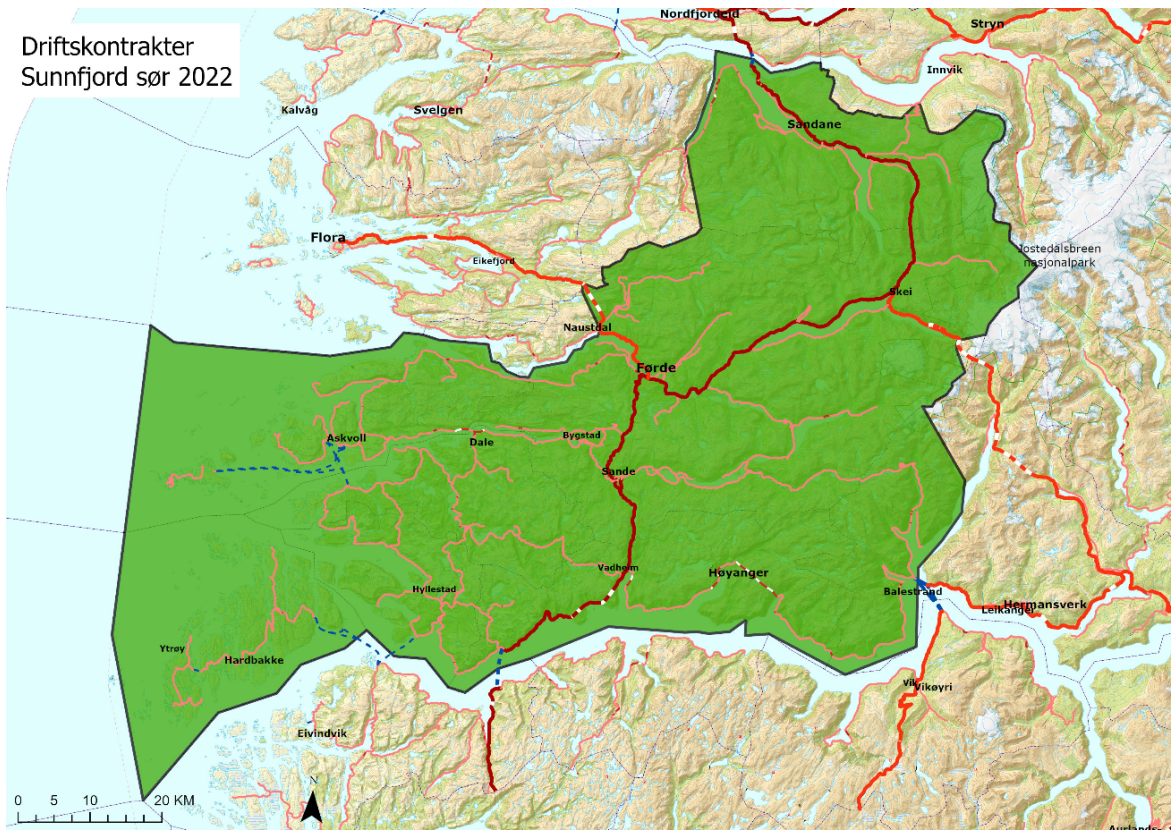 Driftskontrakter
Sunnfjord sør 2022
Nordfjordeid
Stryn
Innvik
Kalvåg
Svelgen
Sandane
Flora
Eikefjord
Jostedalsbreen
nasjonalpark
Skei
Naustdal
Førde
Askvoll
Dale
Bygstad
Sande
Vadheim
Høyanger
Hyllestad
Balestrand
Leikanger
Hermansverk
Ytrøy
Hardbakke
Vik
Vikøyri
Eivindvik
N
0 5 10 20 KM